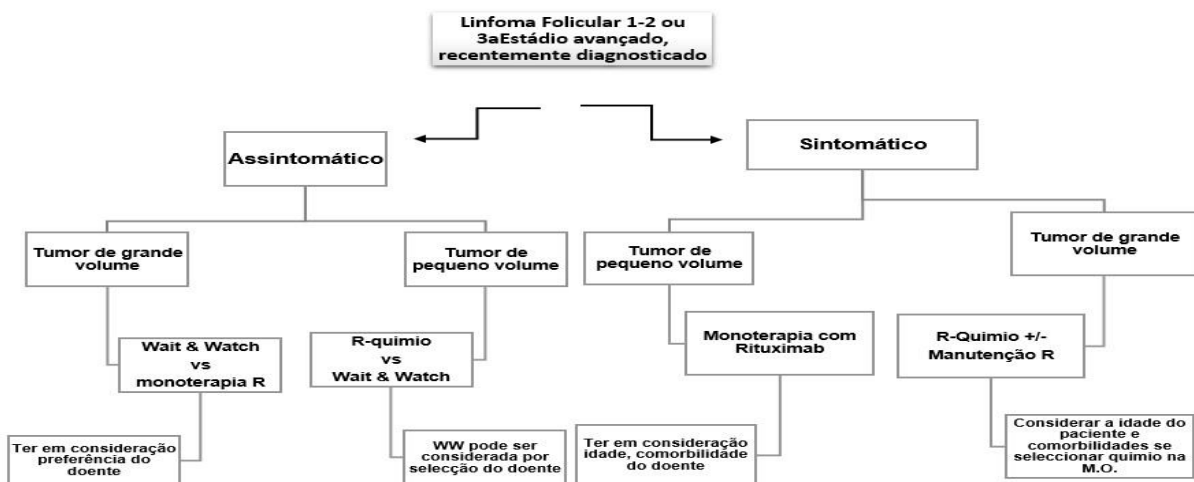 Linfoma Folicular 1-2 ou
3aEstádio avançado,
recentemente diagnosticado
Assintomático
Sintomático
Tumor de grande
volume
Tumor de
pequeno volume
Tumor de
pequeno volume
Tumor de grande
volume
Wait & Watch
vs
monoterapia R
R-quimio
vs
Wait & Watch
Monoterapia com
Rituximab
R-Quimio +/-
Manutenção R
Ter em consideração
preferência do
doente
WW pode ser
considerada por
selecção do doente
Ter em consideração
idade, comorbilidade
do doente
Considerar a idade do
paciente e
comorbilidades se
seleccionar quimio na
M.O.